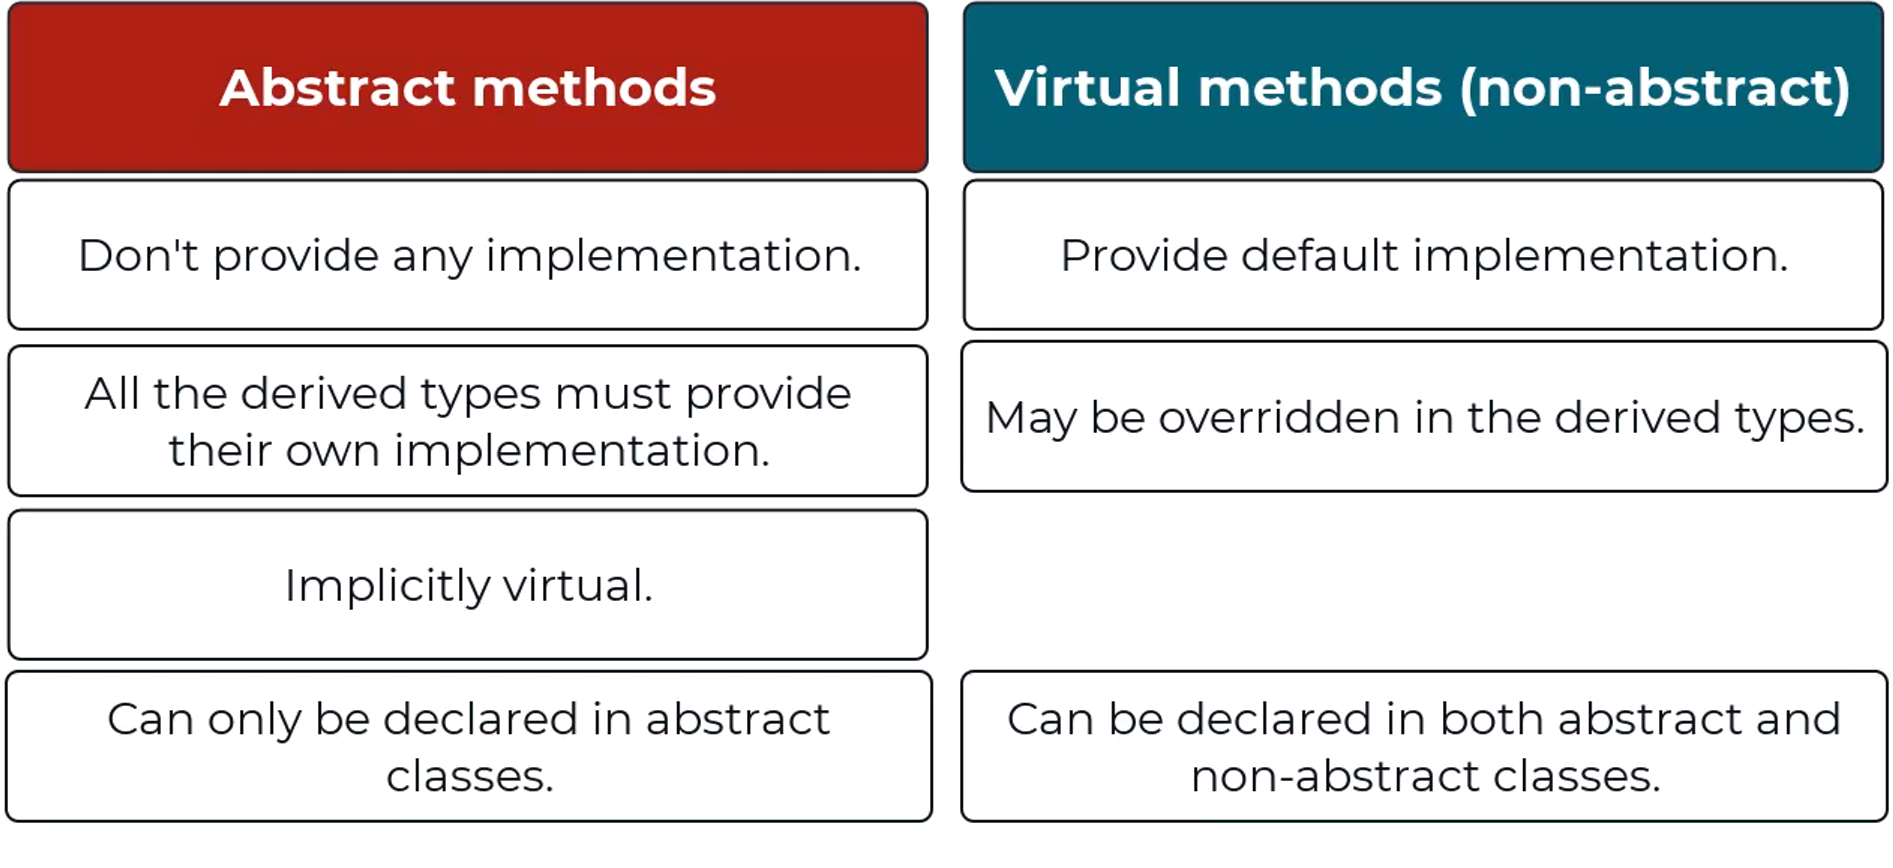 Abstract methods
Virtual methods (non-abstract)
Don't provide any implementation.
Provide default implementation.
All the derived types must provide
their own implementation.
May be overridden in the derived types.
Implicitly virtual.
Can only be declared in abstract
classes.
Can be declared in both abstract and
non-abstract classes.